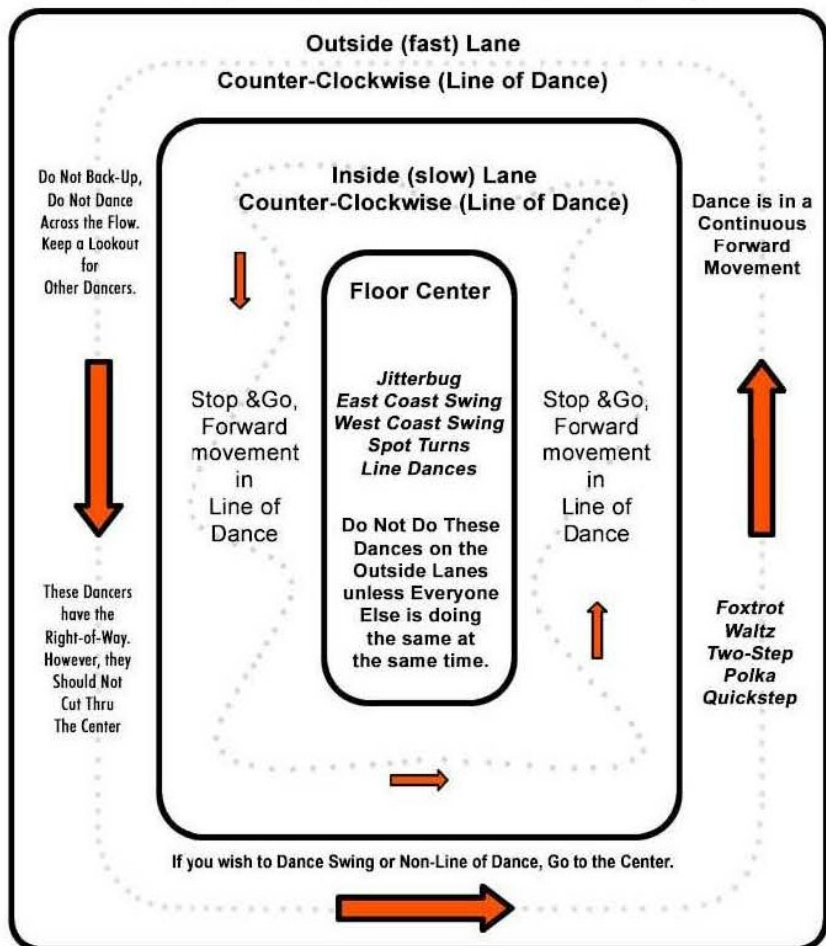 Outside (fast) Lane
Counter-Clockwise (Line of Dance)
Inside (slow) Lane
Counter-Clockwise (Line of Dance)
Do Not Back-Up,
Do Not Dance
Across the Flow.
Keep a Lookout
for
Other Dancers.
Dance is in a
Continuous
Forward
Movement
Floor Center
Jitterbug
East Coast Swing
West Coast Swing
Spot Turns
Line Dances
Do Not Do These
Dances on the
Outside Lanes
unless Everyone
Else is doing
the same at
the same time.
Stop &Go,
Forward
movement
in
Line of
Dance
Stop &Go,
Forward
movement
in
Line of
Dance
These Dancers
have the
Right-of-Way.
However, they
Should Not
Cut Thru
The Center
Foxtrot
Waltz
Two-Step
Polka
Quickstep
If you wish to Dance Swing or Non-Line of Dance, Go to the Center.